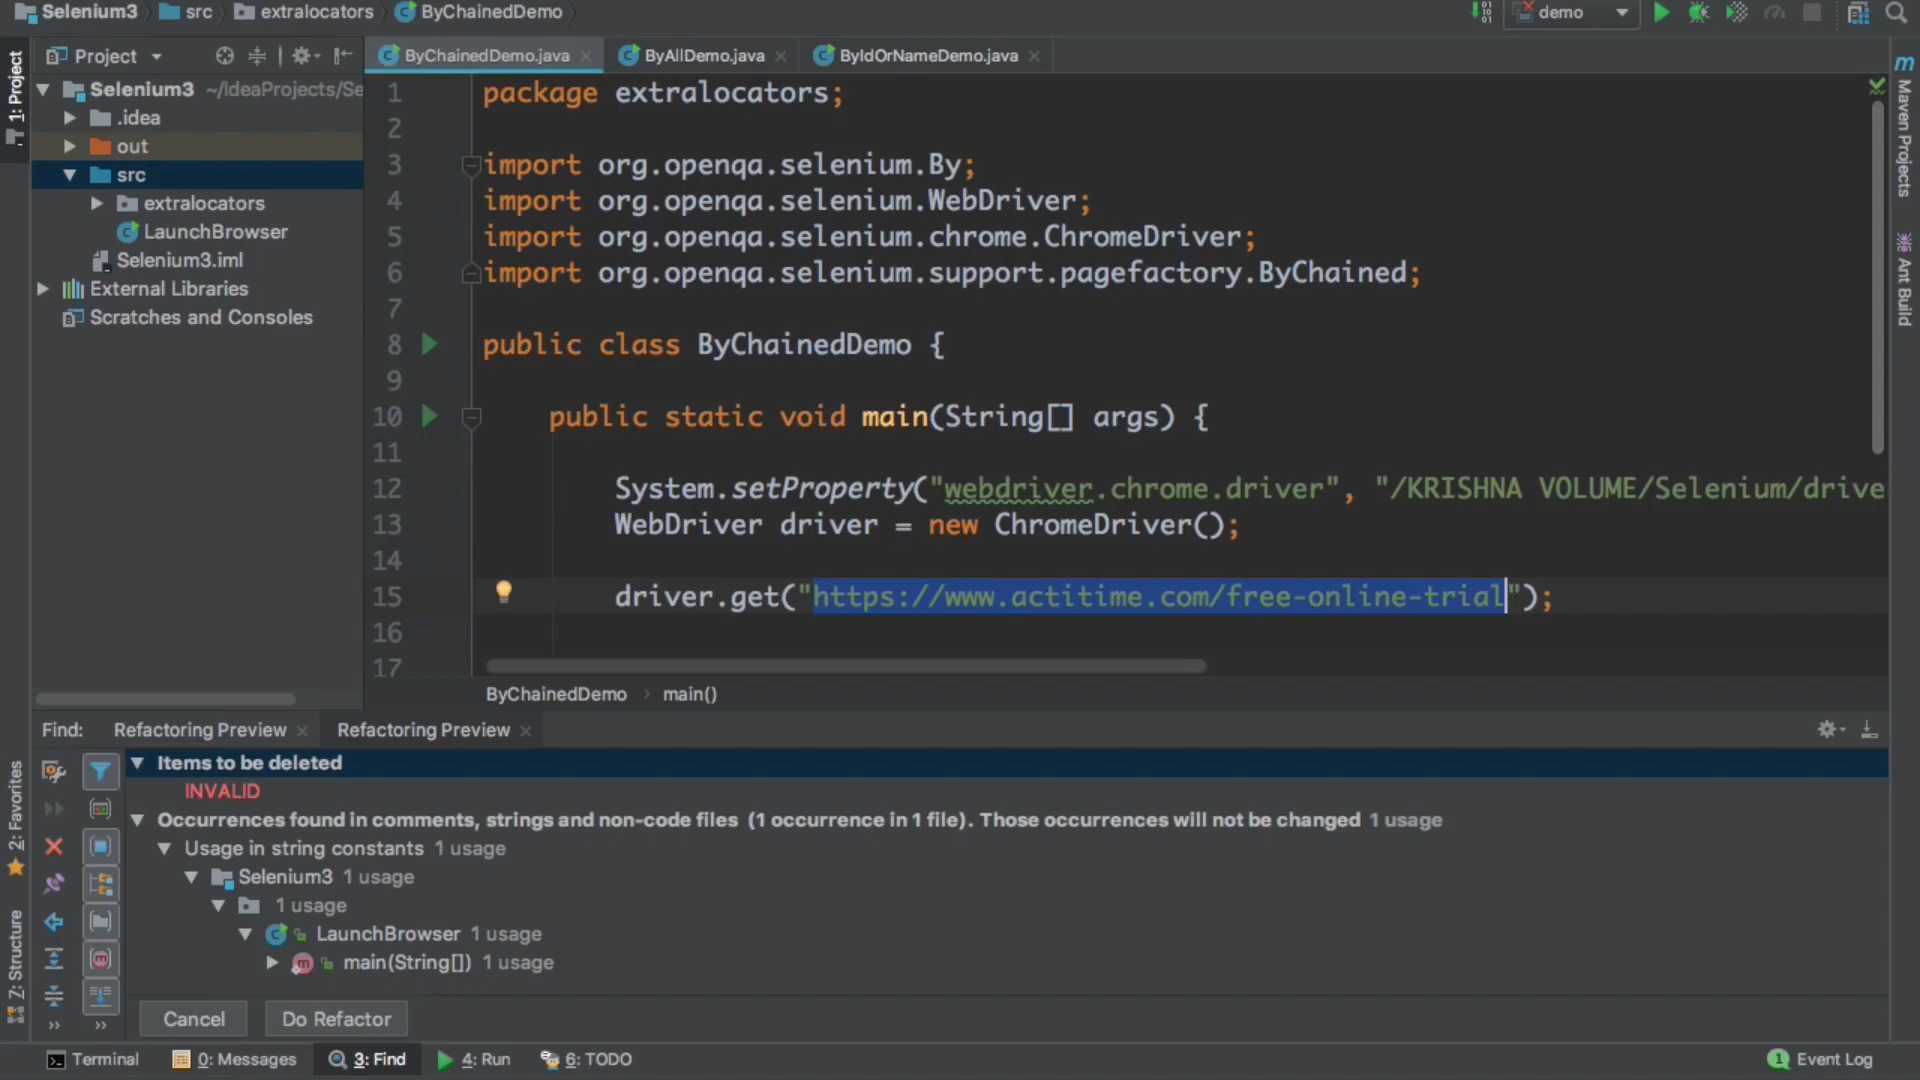 Selenium3 src extralocators ByChainedDemo
demo
1: Project
Project
ByChainedDemo.java ByAllDemo.java ByIdOrNameDemo.java
Selenium3 ~/IdeaProjects/Se
.idea
out
src
extralocators
LaunchBrowser
Selenium3.iml
External Libraries
Scratches and Consoles
1 package extralocators;
2
3 import org.openqa.selenium.By;
4 import org.openqa.selenium.WebDriver;
5 import org.openqa.selenium.chrome.ChromeDriver;
6 import org.openqa.selenium.support.pagefactory.ByChained;
7
8 public class ByChainedDemo {
9
10 public static void main(String[] args) {
11
12 System.setProperty("webdriver.chrome.driver", "/KRISHNA VOLUME/Selenium/drive
13 WebDriver driver = new ChromeDriver();
14
15 driver.get("https://www.actitime.com/free-online-trial");
16
17
ByChainedDemo main()
m Maven Projects
Ant Build
Find: Refactoring Preview Refactoring Preview
Items to be deleted
INVALID
Occurrences found in comments, strings and non-code files (1 occurrence in 1 file). Those occurrences will not be changed 1 usage
Usage in string constants 1 usage
Selenium3 1 usage
1 usage
LaunchBrowser 1 usage
main(String[]) 1 usage
Cancel Do Refactor
2: Favorites
7: Structure
Terminal 0: Messages 3: Find 4: Run 6: TODO 1 Event Log